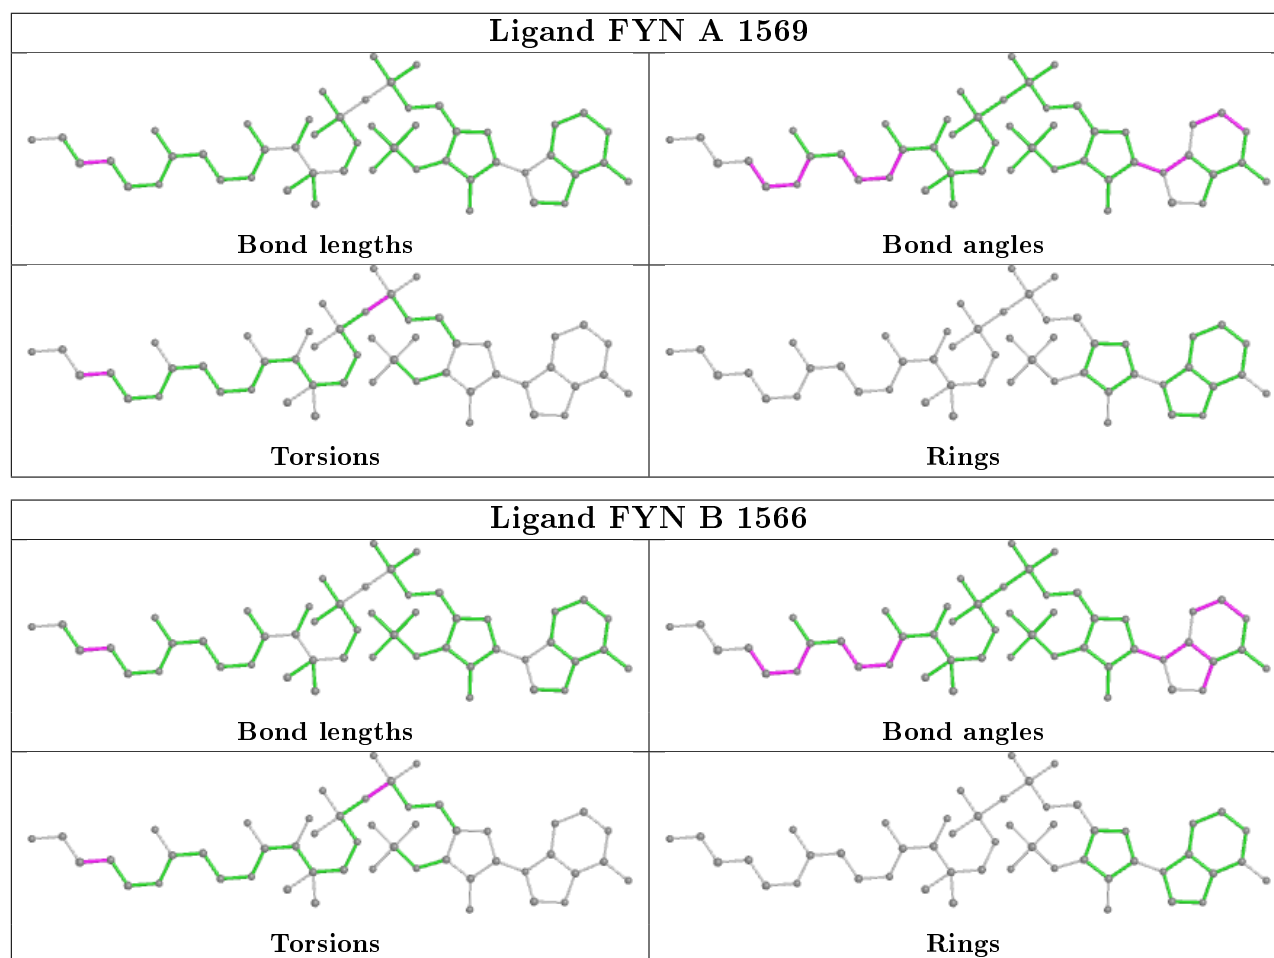 Ligand FYN A 1569
Bond lengths
Bond angles
Torsions
Rings
Ligand FYN B 1566
Bond lengths
Bond angles
Torsions
Rings